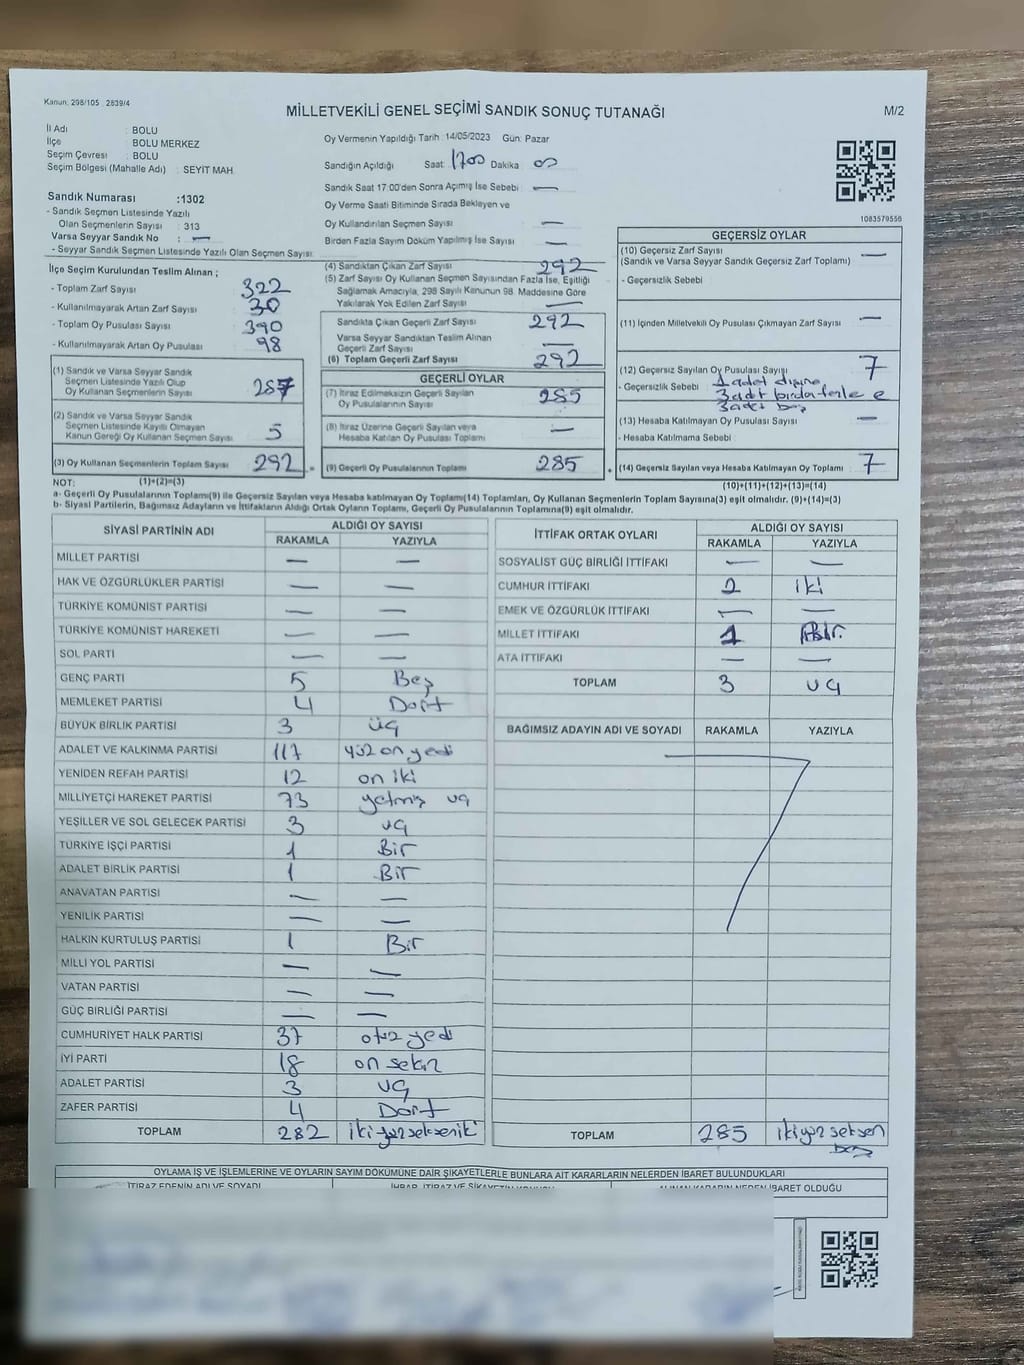 Kanun: 298/105 2839/4
MİLLETVEKİLİ GENEL SEÇİMİ SANDIK SONUÇ TUTANAĞI
M/2
İl Adı : BOLU
İlçe BOLU MERKEZ
Seçim Çevresi : BOLU
Seçim Bölgesi (Mahalle Adı) : SEYİT MAH.
Sandık Numarası :1302
- Sandık Seçmen Listesinde Yazılı
Olan Seçmenlerin Sayısı : 313
Varsa Seyyar Sandık No : —
- Seyyar Sandık Seçmen Listesinde Yazılı Olan Seçmen Sayısı:
Oy Vermenin Yapıldığı Tarih :14/05/2023 Gün: Pazar
Sandığın Açıldığı Saat: 17:00 Dakika 00
Sandık Saat 17:00'den Sonra Açımış İse Sebebi : —
Oy Verme Saati Bitiminde Sırada Bekleyen ve
Oy Kullandırılan Seçmen Sayısı : —
Birden Fazla Sayım Döküm Yapılmış İse Sayısı : —
1083579556
İlçe Seçim Kurulundan Teslim Alınan ;
- Toplam Zarf Sayısı : 322
- Kullanılmayarak Artan Zarf Sayısı : 30
- Toplam Oy Pusulası Sayısı : 390
- Kullanılmayarak Artan Oy Pusulası : 98
(1) Sandık ve Varsa Seyyar Sandık
Seçmen Listesinde Yazılı Olup
Oy Kullanan Seçmenlerin Sayısı : 287
(2) Sandık ve Varsa Seyyar Sandık
Seçmen Listesinde Kayıtlı Olmayan
Kanun Gereği Oy Kullanan Seçmen Sayısı : 5
(3) Oy Kullanan Seçmenlerin Toplam Sayısı : 292 =
(4) Sandıktan Çıkan Zarf Sayısı : 292
(5) Zarf Sayısı Oy Kullanan Seçmen Sayısından Fazla İse, Eşitliği
Sağlamak Amacıyla, 298 Sayılı Kanunun 98. Maddesine Göre
Yakılarak Yok Edilen Zarf Sayısı : —
Sandıkta Çıkan Geçerli Zarf Sayısı : 292
Varsa Seyyar Sandıktan Teslim Alınan
Geçerli Zarf Sayısı : —
(6) Toplam Geçerli Zarf Sayısı : 292
GEÇERLİ OYLAR
(7) İtiraz Edilmeksizin Geçerli Sayılan
Oy Pusulalarının Sayısı : 285
(8) İtiraz Üzerine Geçerli Sayılan veya
Hesaba Katılan Oy Pusulası Toplamı : —
(9) Geçerli Oy Pusulalarının Toplamı : 285
GEÇERSİZ OYLAR
(10) Geçersiz Zarf Sayısı
(Sandık ve Varsa Seyyar Sandık Geçersiz Zarf Toplamı) : —
- Geçersizlik Sebebi :
(11) İçinden Milletvekili Oy Pusulası Çıkmayan Zarf Sayısı : —
(12) Geçersiz Sayılan Oy Pusulası Sayısı : 7
- Geçersizlik Sebebi : 1 adet dışına
3 adet birden fazla e
3 adet boş
(13) Hesaba Katılmayan Oy Pusulası Sayısı : —
- Hesaba Katılmama Sebebi :
(14) Geçersiz Sayılan veya Hesaba Katılmayan Oy Toplamı : 7
NOT: (1)+(2)=(3)
(10)+(11)+(12)+(13)=(14)
a- Geçerli Oy Pusulalarının Toplamı(9) ile Geçersiz Sayılan veya Hesaba katılmayan Oy Toplam(14) Toplamları, Oy Kullanan Seçmenlerin Toplam Sayısına(3) eşit olmalıdır. (9)+(14)=(3)
b- Siyasi Partilerin, Bağımsız Adayların ve İttifakların Aldığı Ortak Oyların Toplamı, Geçerli Oy Pusulalarının Toplamına(9) eşit olmalıdır.
SİYASİ PARTİNİN ADI ALDIĞI OY SAYISI
RAKAMLA YAZIYLA
MİLLET PARTİSİ — —
HAK VE ÖZGÜRLÜKLER PARTİSİ — —
TÜRKİYE KOMÜNİST PARTİSİ — —
TÜRKİYE KOMÜNİST HAREKETİ — —
SOL PARTİ — —
GENÇ PARTİ 5 Beş
MEMLEKET PARTİSİ 4 Dört
BÜYÜK BİRLİK PARTİSİ 3 üç
ADALET VE KALKINMA PARTİSİ 117 yüz on yedi
YENİDEN REFAH PARTİSİ 12 on iki
MİLLİYETÇİ HAREKET PARTİSİ 73 yetmiş üç
YEŞİLLER VE SOL GELECEK PARTİSİ 3 üç
TÜRKİYE İŞÇİ PARTİSİ 1 Bir
ADALET BİRLİK PARTİSİ 1 Bir
ANAVATAN PARTİSİ — —
YENİLİK PARTİSİ — —
HALKIN KURTULUŞ PARTİSİ 1 Bir
MİLLİ YOL PARTİSİ — —
VATAN PARTİSİ — —
GÜÇ BİRLİĞİ PARTİSİ — —
CUMHURİYET HALK PARTİSİ 37 otuz yedi
İYİ PARTİ 18 on sekiz
ADALET PARTİSİ 3 üç
ZAFER PARTİSİ 4 Dört
TOPLAM 282 iki yüz seksen iki
İTTİFAK ORTAK OYLARI ALDIĞI OY SAYISI
RAKAMLA YAZIYLA
SOSYALİST GÜÇ BİRLİĞİ İTTİFAKI — —
CUMHUR İTTİFAKI 2 iki
EMEK VE ÖZGÜRLÜK İTTİFAKI — —
MİLLET İTTİFAKI 1 Bir
ATA İTTİFAKI — —
TOPLAM 3 üç
BAĞIMSIZ ADAYIN ADI VE SOYADI RAKAMLA YAZIYLA
TOPLAM 285 iki yüz seksen
beş
OYLAMA İŞ VE İŞLEMLERİNE VE OYLARIN SAYIM DÖKÜMÜNE DAİR ŞİKAYETLERLE BUNLARA AİT KARARLARIN NELERDEN İBARET BULUNDUKLARI
İTİRAZ EDENİN ADI VE SOYADI